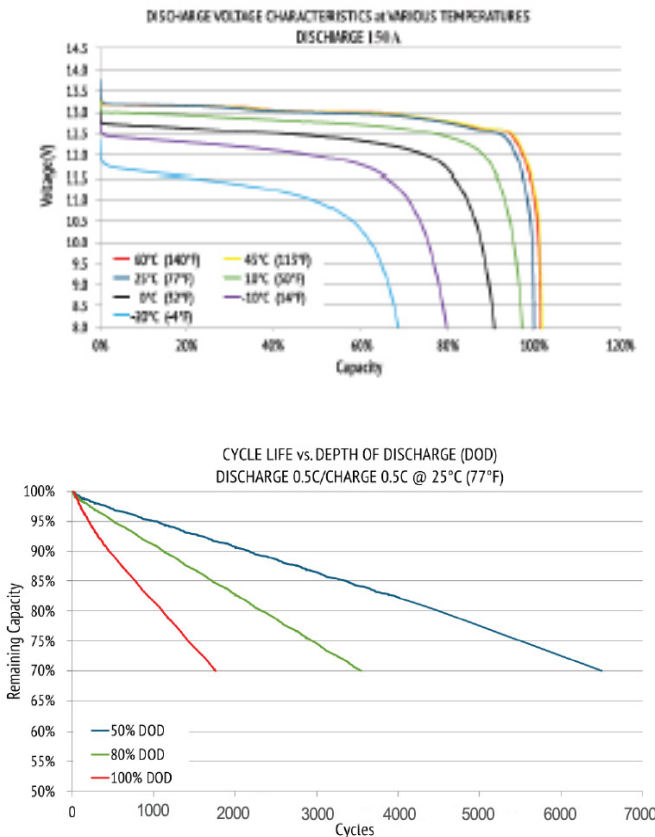 DISCHARGE VOLTAGE CHARACTERISTICS at VARIOUS TEMPERATURES
DISCHARGE 150A
14.5
14.0
13.5
13.0
12.5
12.0
11.5
11.0
10.5
10.0
9.5
9.0
8.5
8.0
Voltage(V)
60°C (140°F) 45°C (113°F)
25°C (77°F) 10°C (50°F)
0°C (32°F) -10°C (14°F)
-20°C (-4°F)
0% 20% 40% 60% 80% 100% 120%
Capacity
CYCLE LIFE vs. DEPTH OF DISCHARGE (DOD)
DISCHARGE 0.5C/CHARGE 0.5C @ 25°C (77°F)
100%
95%
90%
85%
80%
75%
70%
65%
60%
55%
50%
Remaining Capacity
50% DOD
80% DOD
100% DOD
0 1000 2000 3000 4000 5000 6000 7000
Cycles